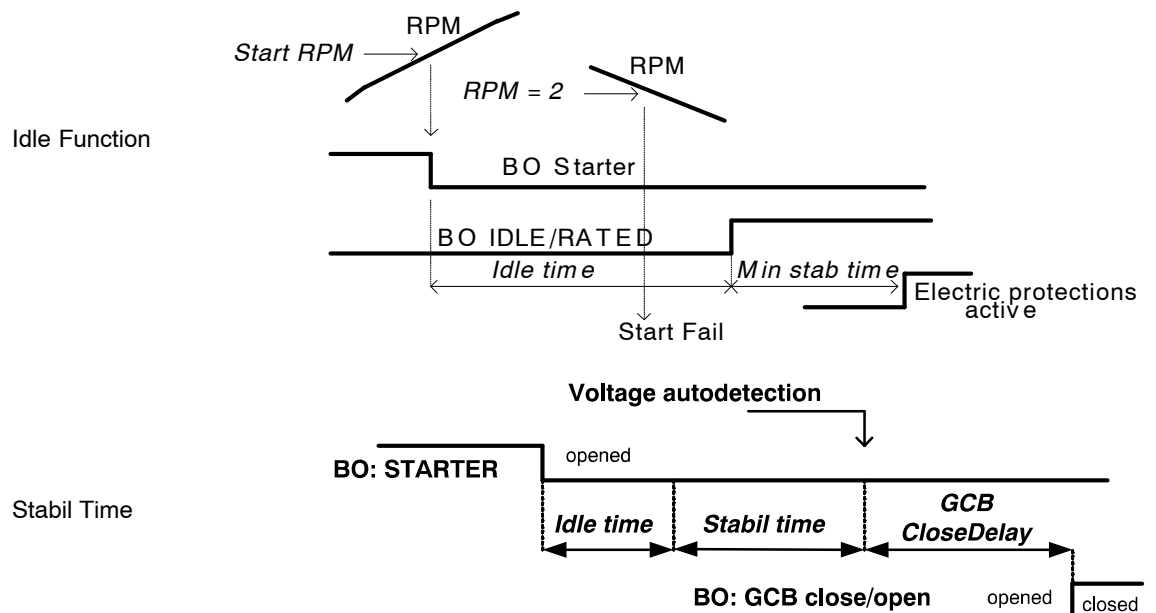 RPM
Start RPM
RPM
RPM = 2
Idle Function
BO Starter
BO IDLE/RATED
Idle time
Min stab time
Electric protections
active
Start Fail
Voltage autodetection
opened
BO: STARTER
Stabil Time
Idle time
Stabil time
GCB
CloseDelay
BO: GCB close/open
opened
closed